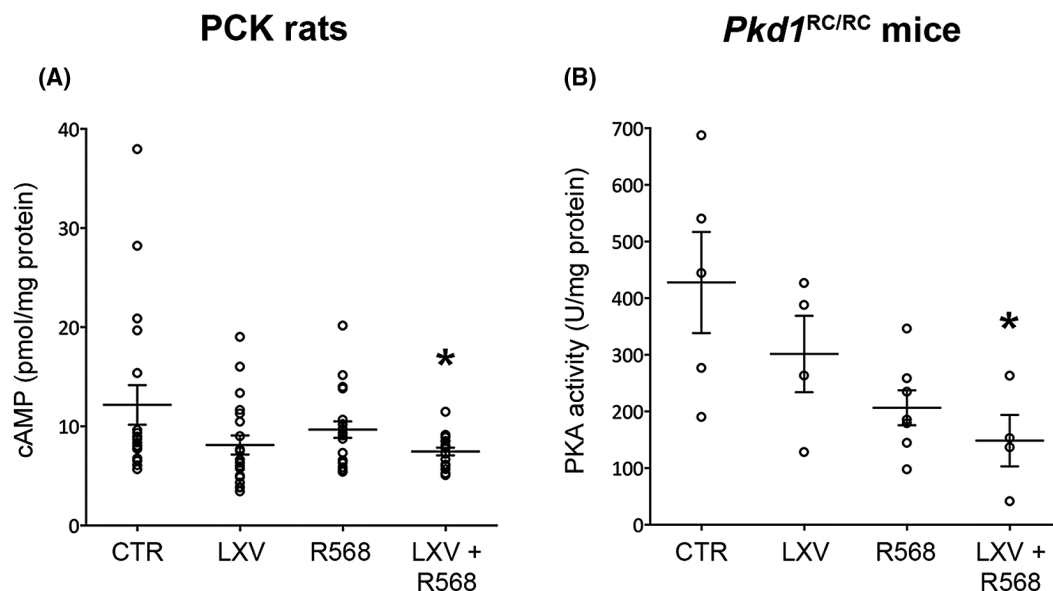 PCK rats
Pkd1RC/RC mice
(A)
(B)
cAMP (pmol/mg protein)
40
30
20
10
0
CTR
LXV
R568
LXV +
R568
*
PKA activity (U/mg protein)
700
600
500
400
300
200
100
0
CTR
LXV
R568
LXV +
R568
*